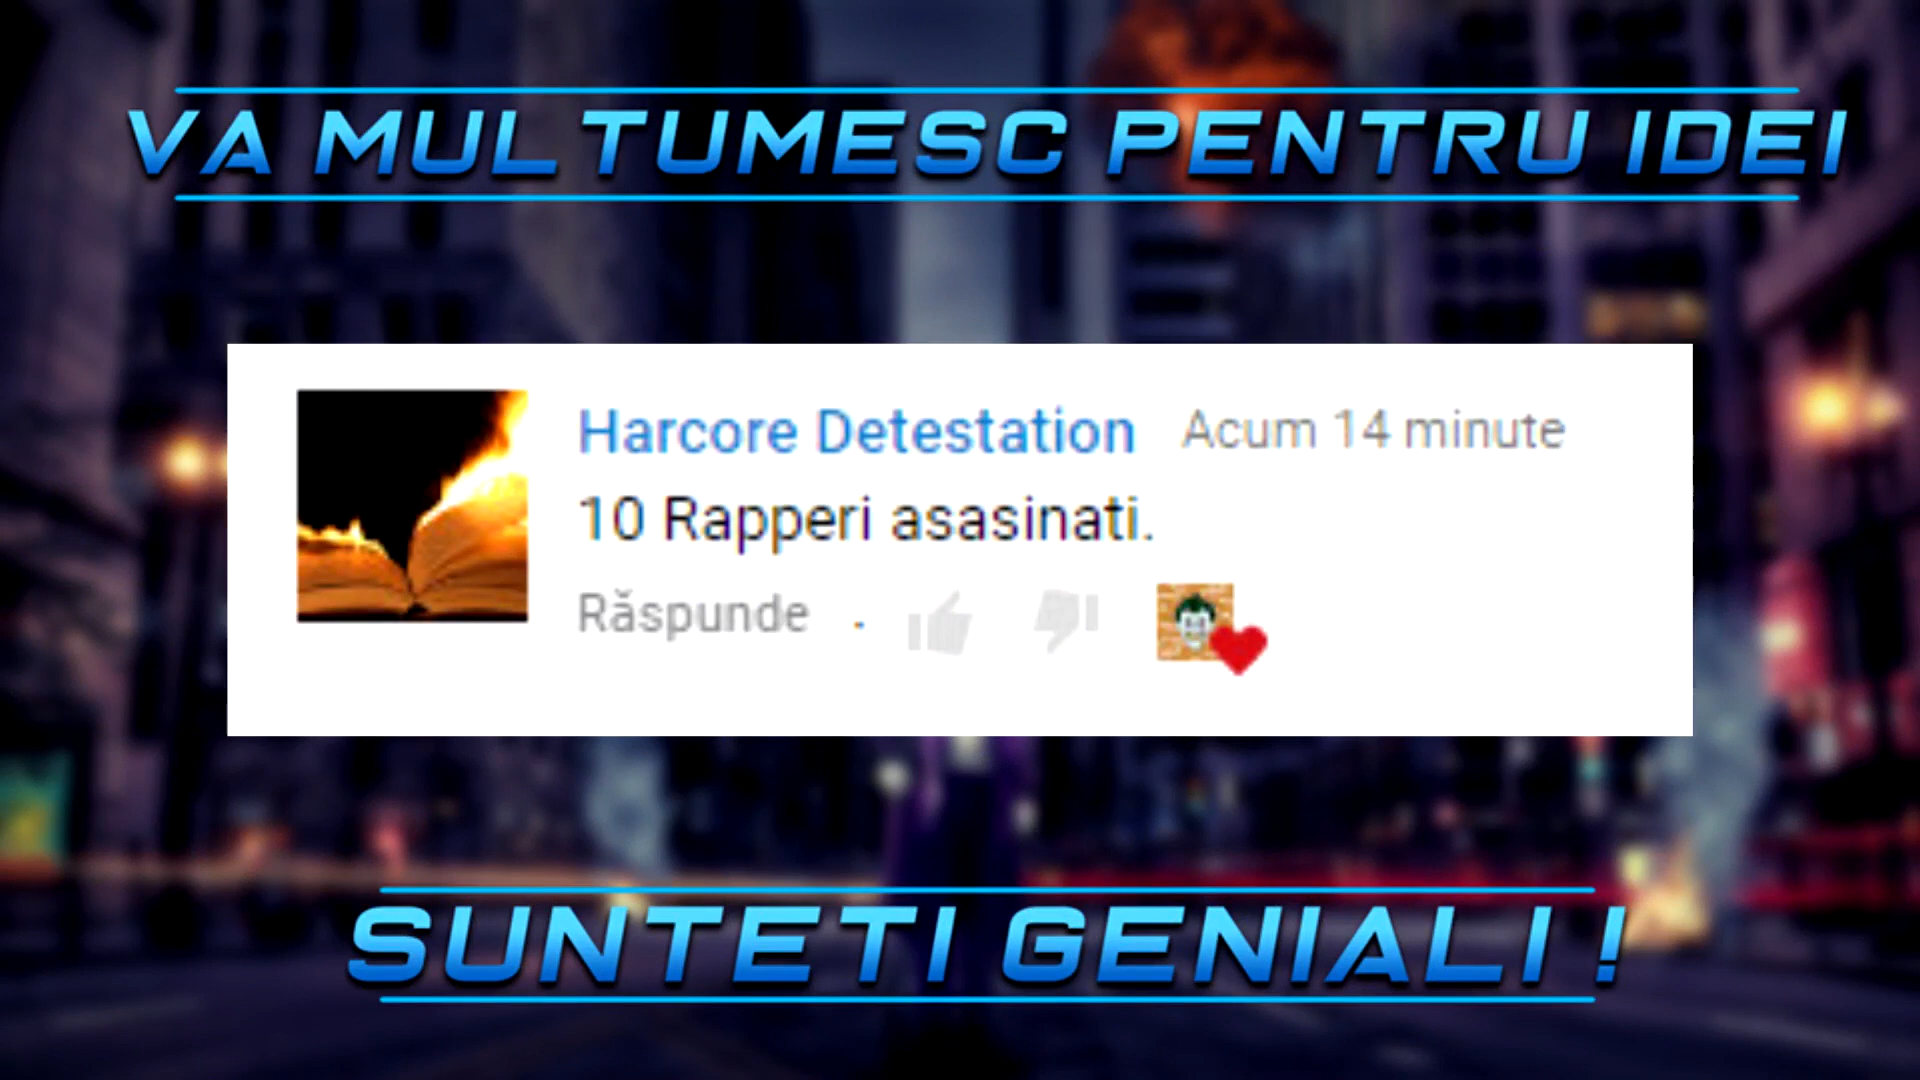 VA MULTUMESC PENTRU IDEI
Harcore Detestation Acum 14 minute
10 Rapperi asasinati.
Răspunde
SUNTETI GENIALI !